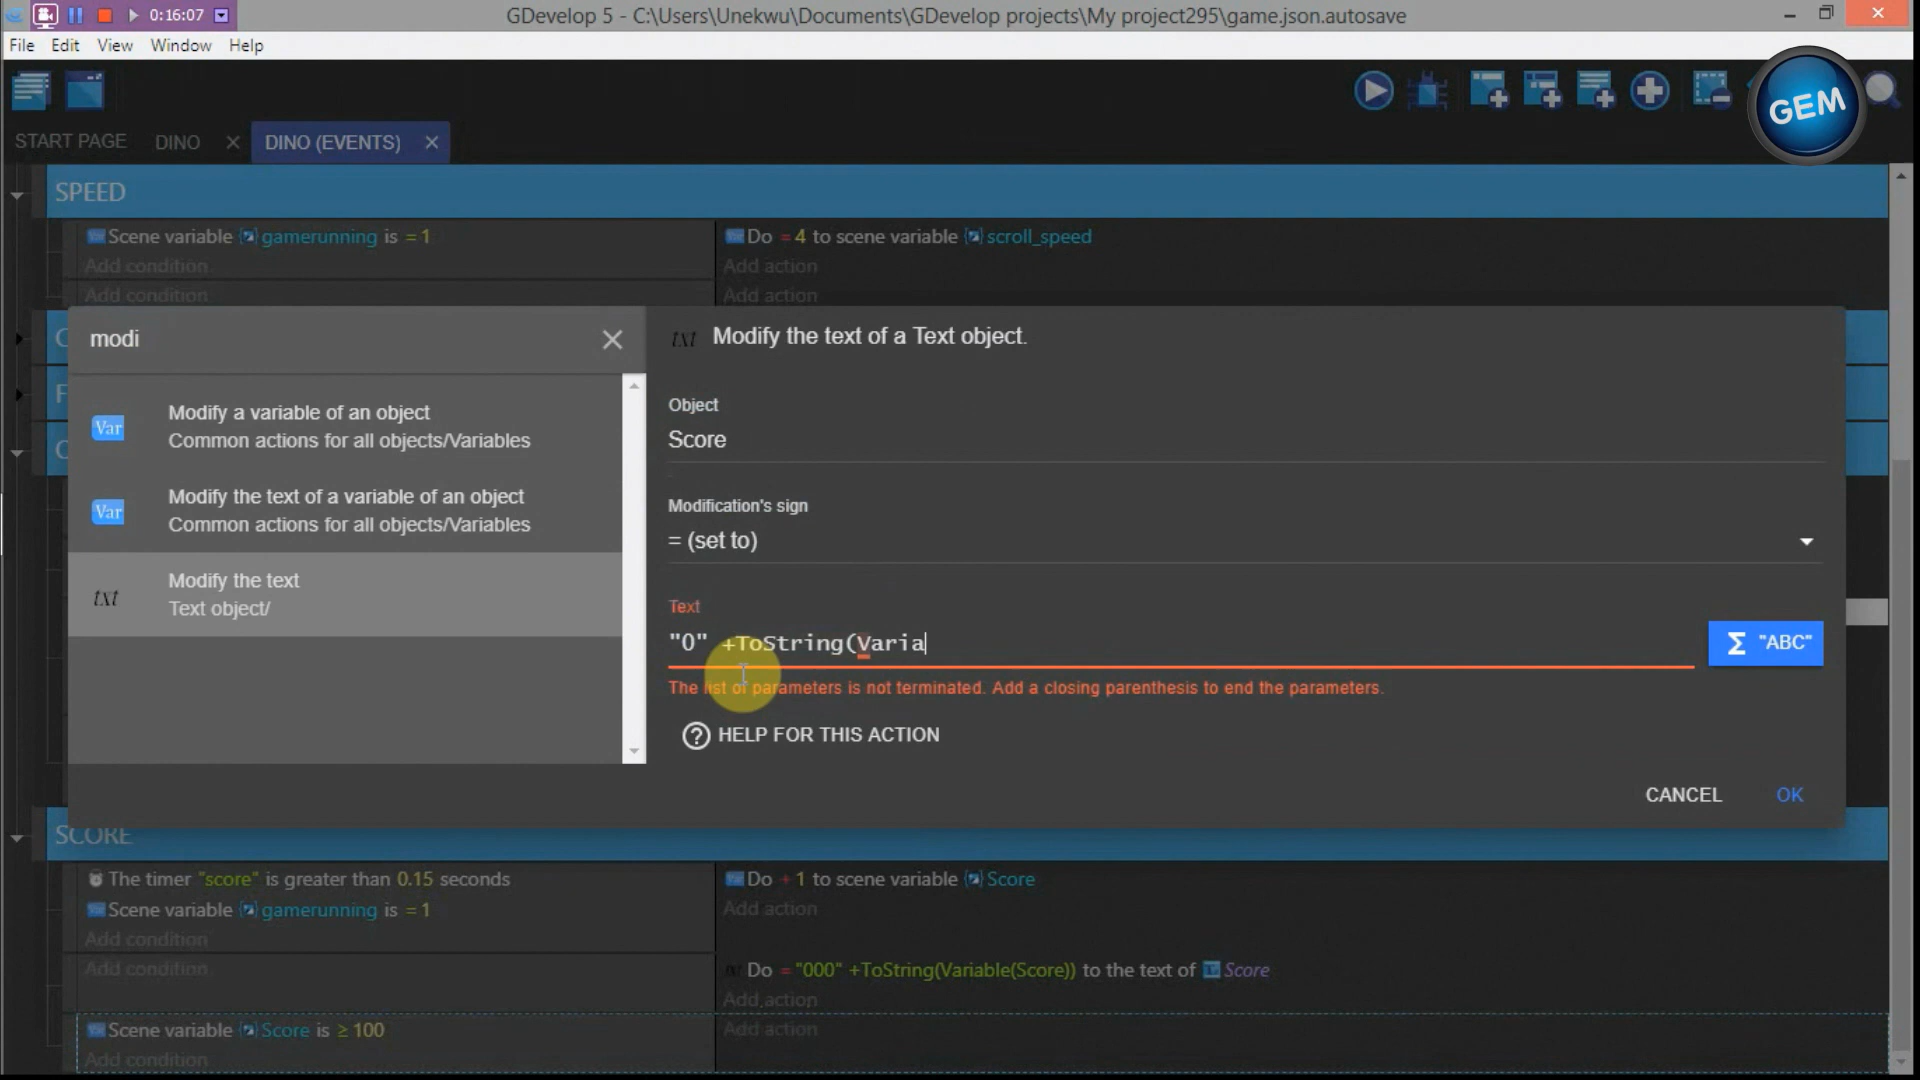 0:16:07
GDevelop 5 - C:\Users\Unekwu\Documents\GDevelop projects\My project295\game.json.autosave
File Edit View Window Help
GEM
START PAGE DINO DINO (EVENTS)
SPEED
Scene variable gamerunning is = 1
Do = 4 to scene variable scroll_speed
Add condition
Add action
Add condition
Add action
modi
Modify the text of a Text object.
Modify a variable of an object
Common actions for all objects/Variables
Modify the text of a variable of an object
Common actions for all objects/Variables
Modify the text
Text object/
Object
Score
Modification's sign
= (set to)
Text
"0" +ToString(Varia
Σ "ABC"
The list of parameters is not terminated. Add a closing parenthesis to end the parameters.
HELP FOR THIS ACTION
CANCEL OK
SCORE
The timer "score" is greater than 0.15 seconds
Do + 1 to scene variable Score
Scene variable gamerunning is = 1
Add action
Add condition
Add condition
Do = "000" +ToString(Variable(Score)) to the text of Score
Add action
Scene variable Score is ≥ 100
Add action
Add condition